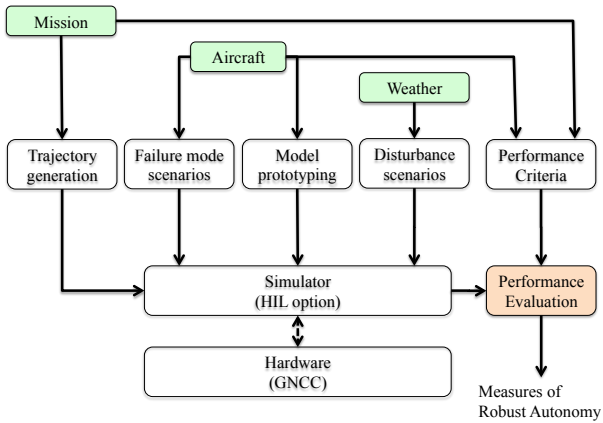 Mission
Aircraft
Weather
Trajectory
generation
Failure mode
scenarios
Model
prototyping
Disturbance
scenarios
Performance
Criteria
Simulator
(HIL option)
Performance
Evaluation
Hardware
(GNCC)
Measures of
Robust Autonomy